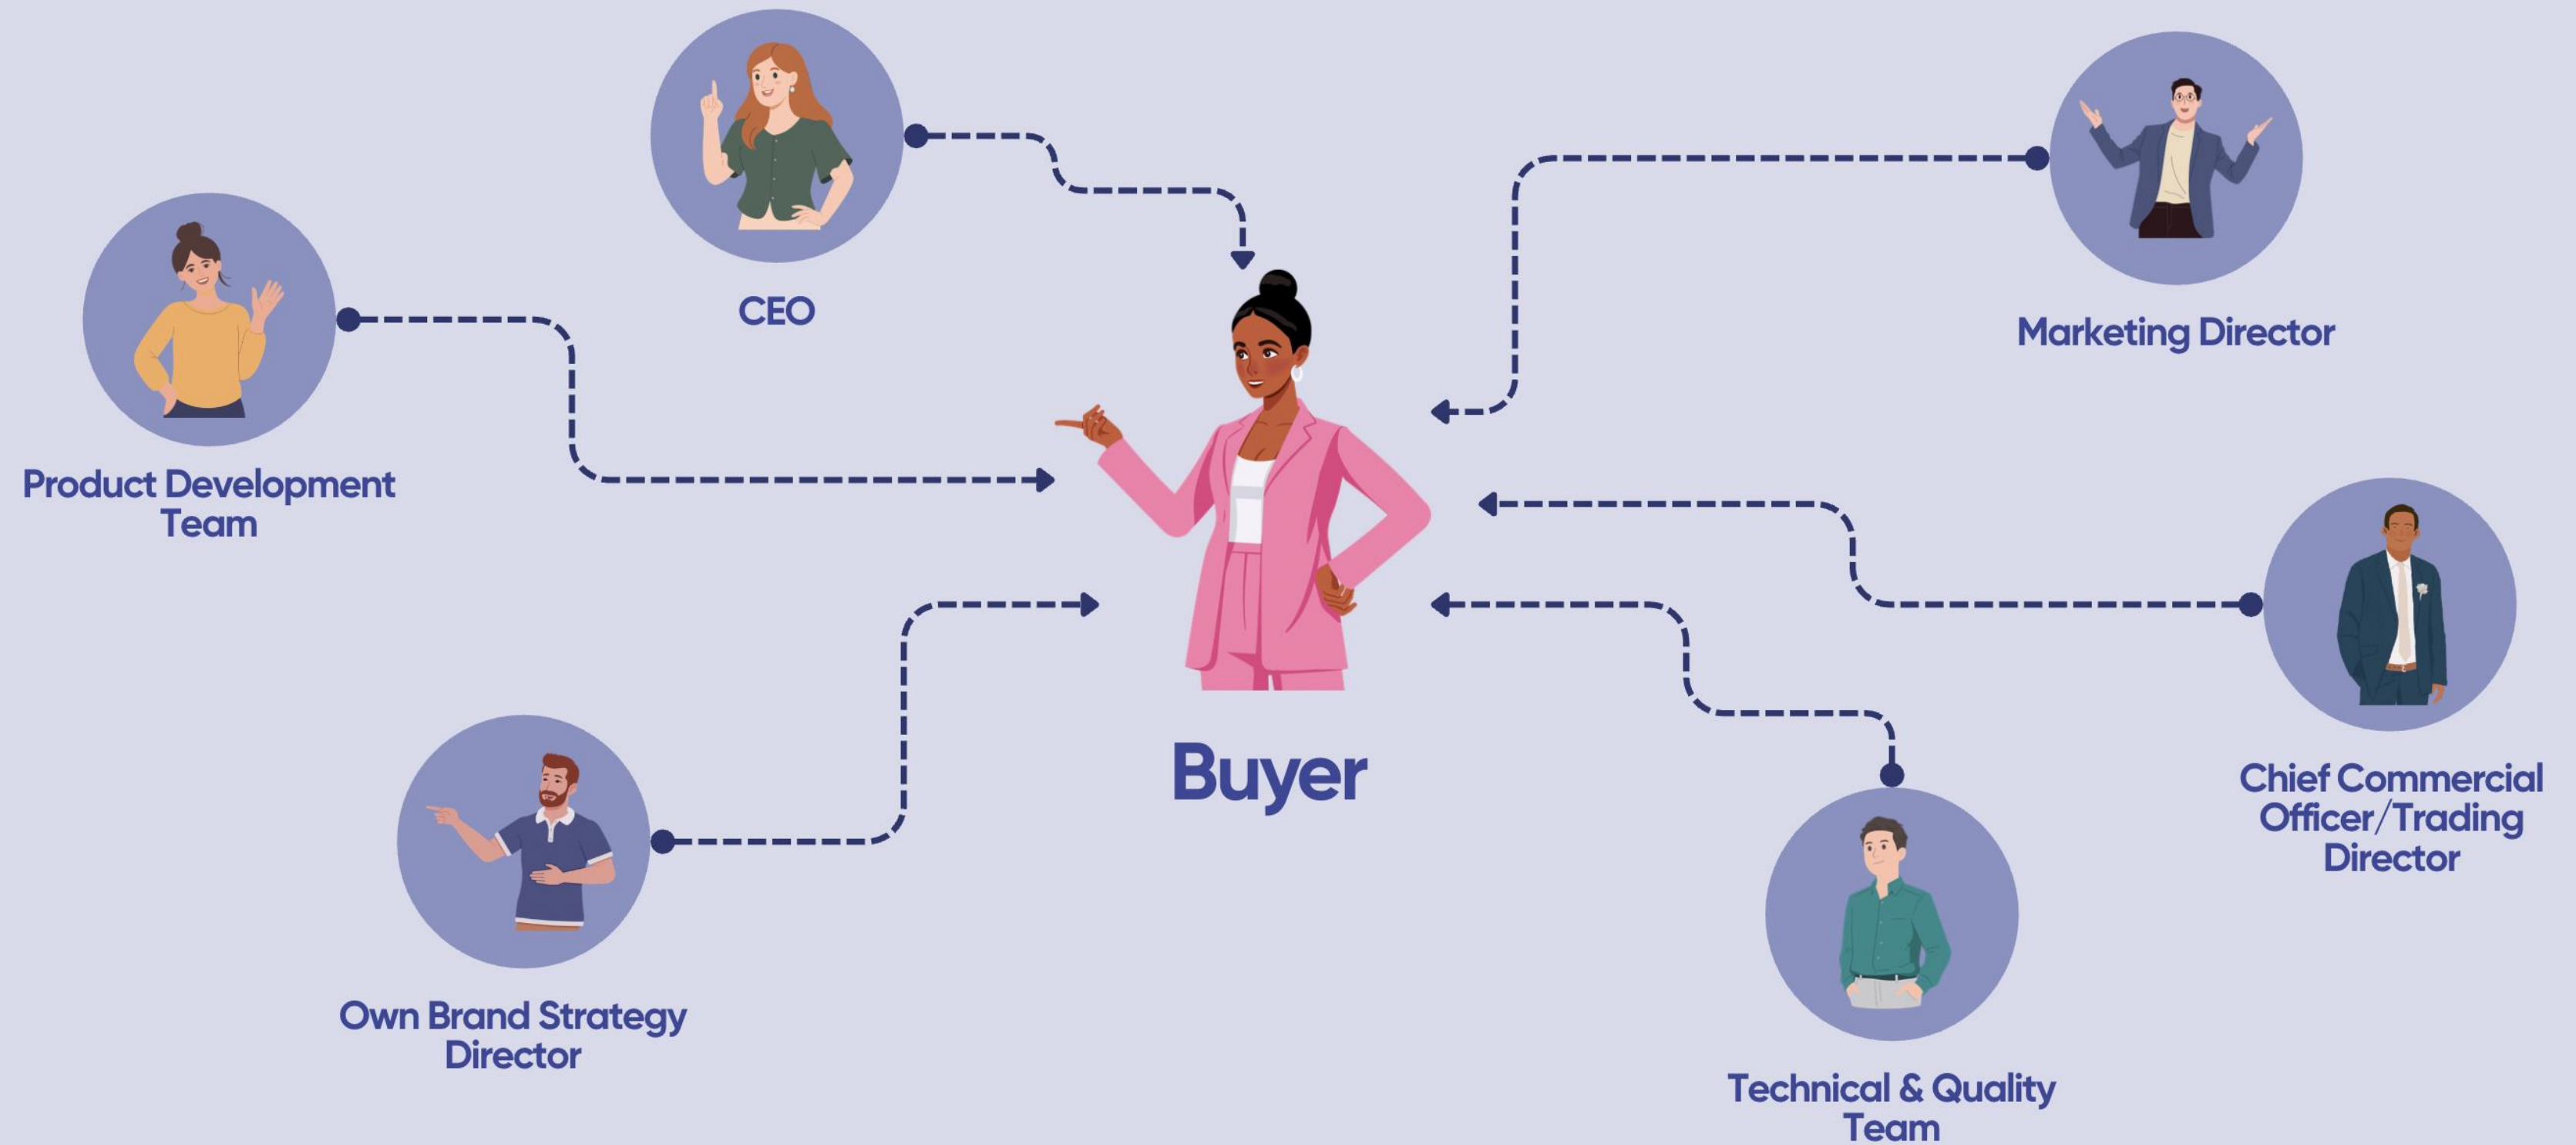 CEO
Marketing Director
Product Development
Team
Buyer
Chief Commercial
Officer/Trading
Director
Own Brand Strategy
Director
Technical & Quality
Team